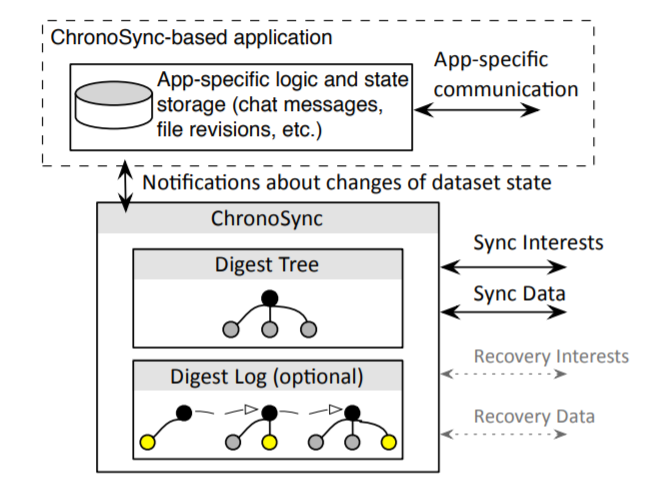 ChronoSync-based application
App-specific logic and state
storage (chat messages,
file revisions, etc.)
App-specific
communication
Notifications about changes of dataset state
ChronoSync
Digest Tree
Digest Log (optional)
Sync Interests
Sync Data
Recovery Interests
Recovery Data